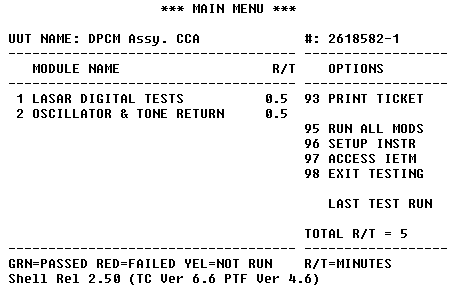 *** MAIN MENU ***
UUT NAME: DPCM Assy. CCA #: 2618582-1
MODULE NAME R/T OPTIONS
1 LASAR DIGITAL TESTS 0.5 93 PRINT TICKET
2 OSCILLATOR & TONE RETURN 0.5
95 RUN ALL MODS
96 SETUP INSTR
97 ACCESS IETM
98 EXIT TESTING
LAST TEST RUN
TOTAL R/T = 5
GRN=PASSED RED=FAILED YEL=NOT RUN R/T=MINUTES
Shell Rel 2.50 (TC Ver 6.6 PTF Ver 4.6)